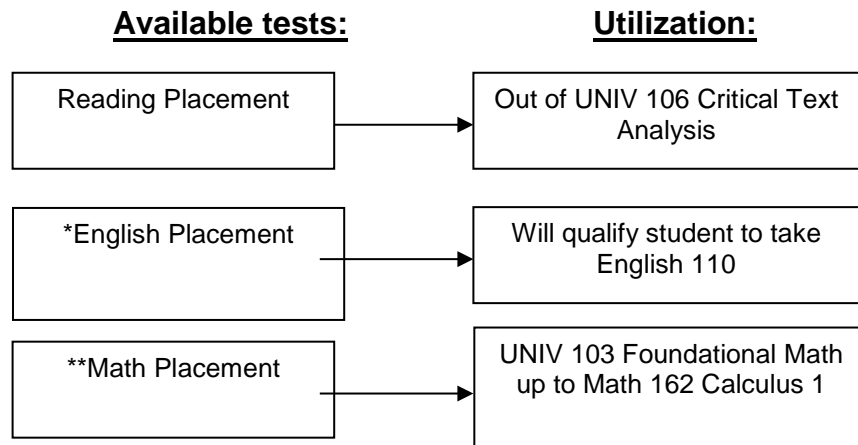 Available tests:
Utilization:
Reading Placement
Out of UNIV 106 Critical Text
Analysis
*English Placement
Will qualify student to take
English 110
**Math Placement
UNIV 103 Foundational Math
up to Math 162 Calculus 1